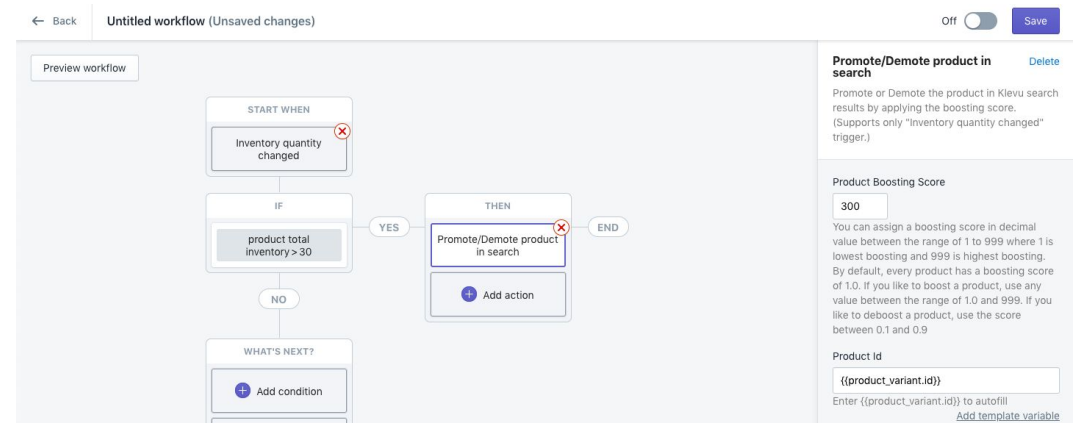 ← Back
Untitled workflow (Unsaved changes)
Off
Save
Preview workflow
START WHEN
Inventory quantity
changed
IF
product total
inventory > 30
YES
THEN
Promote/Demote product
in search
Add action
END
NO
WHAT'S NEXT?
Add condition
Promote/Demote product in
search
Delete
Promote or Demote the product in Klevu search
results by applying the boosting score.
(Supports only "Inventory quantity changed"
trigger.)
Product Boosting Score
300
You can assign a boosting score in decimal
value between the range of 1 to 999 where 1 is
lowest boosting and 999 is highest boosting.
By default, every product has a boosting score
of 1.0. If you like to boost a product, use any
value between the range of 1.0 and 999. If you
like to deboost a product, use the score
between 0.1 and 0.9
Product Id
{{product_variant.id}}
Enter {{product_variant.id}} to autofill
Add template variable